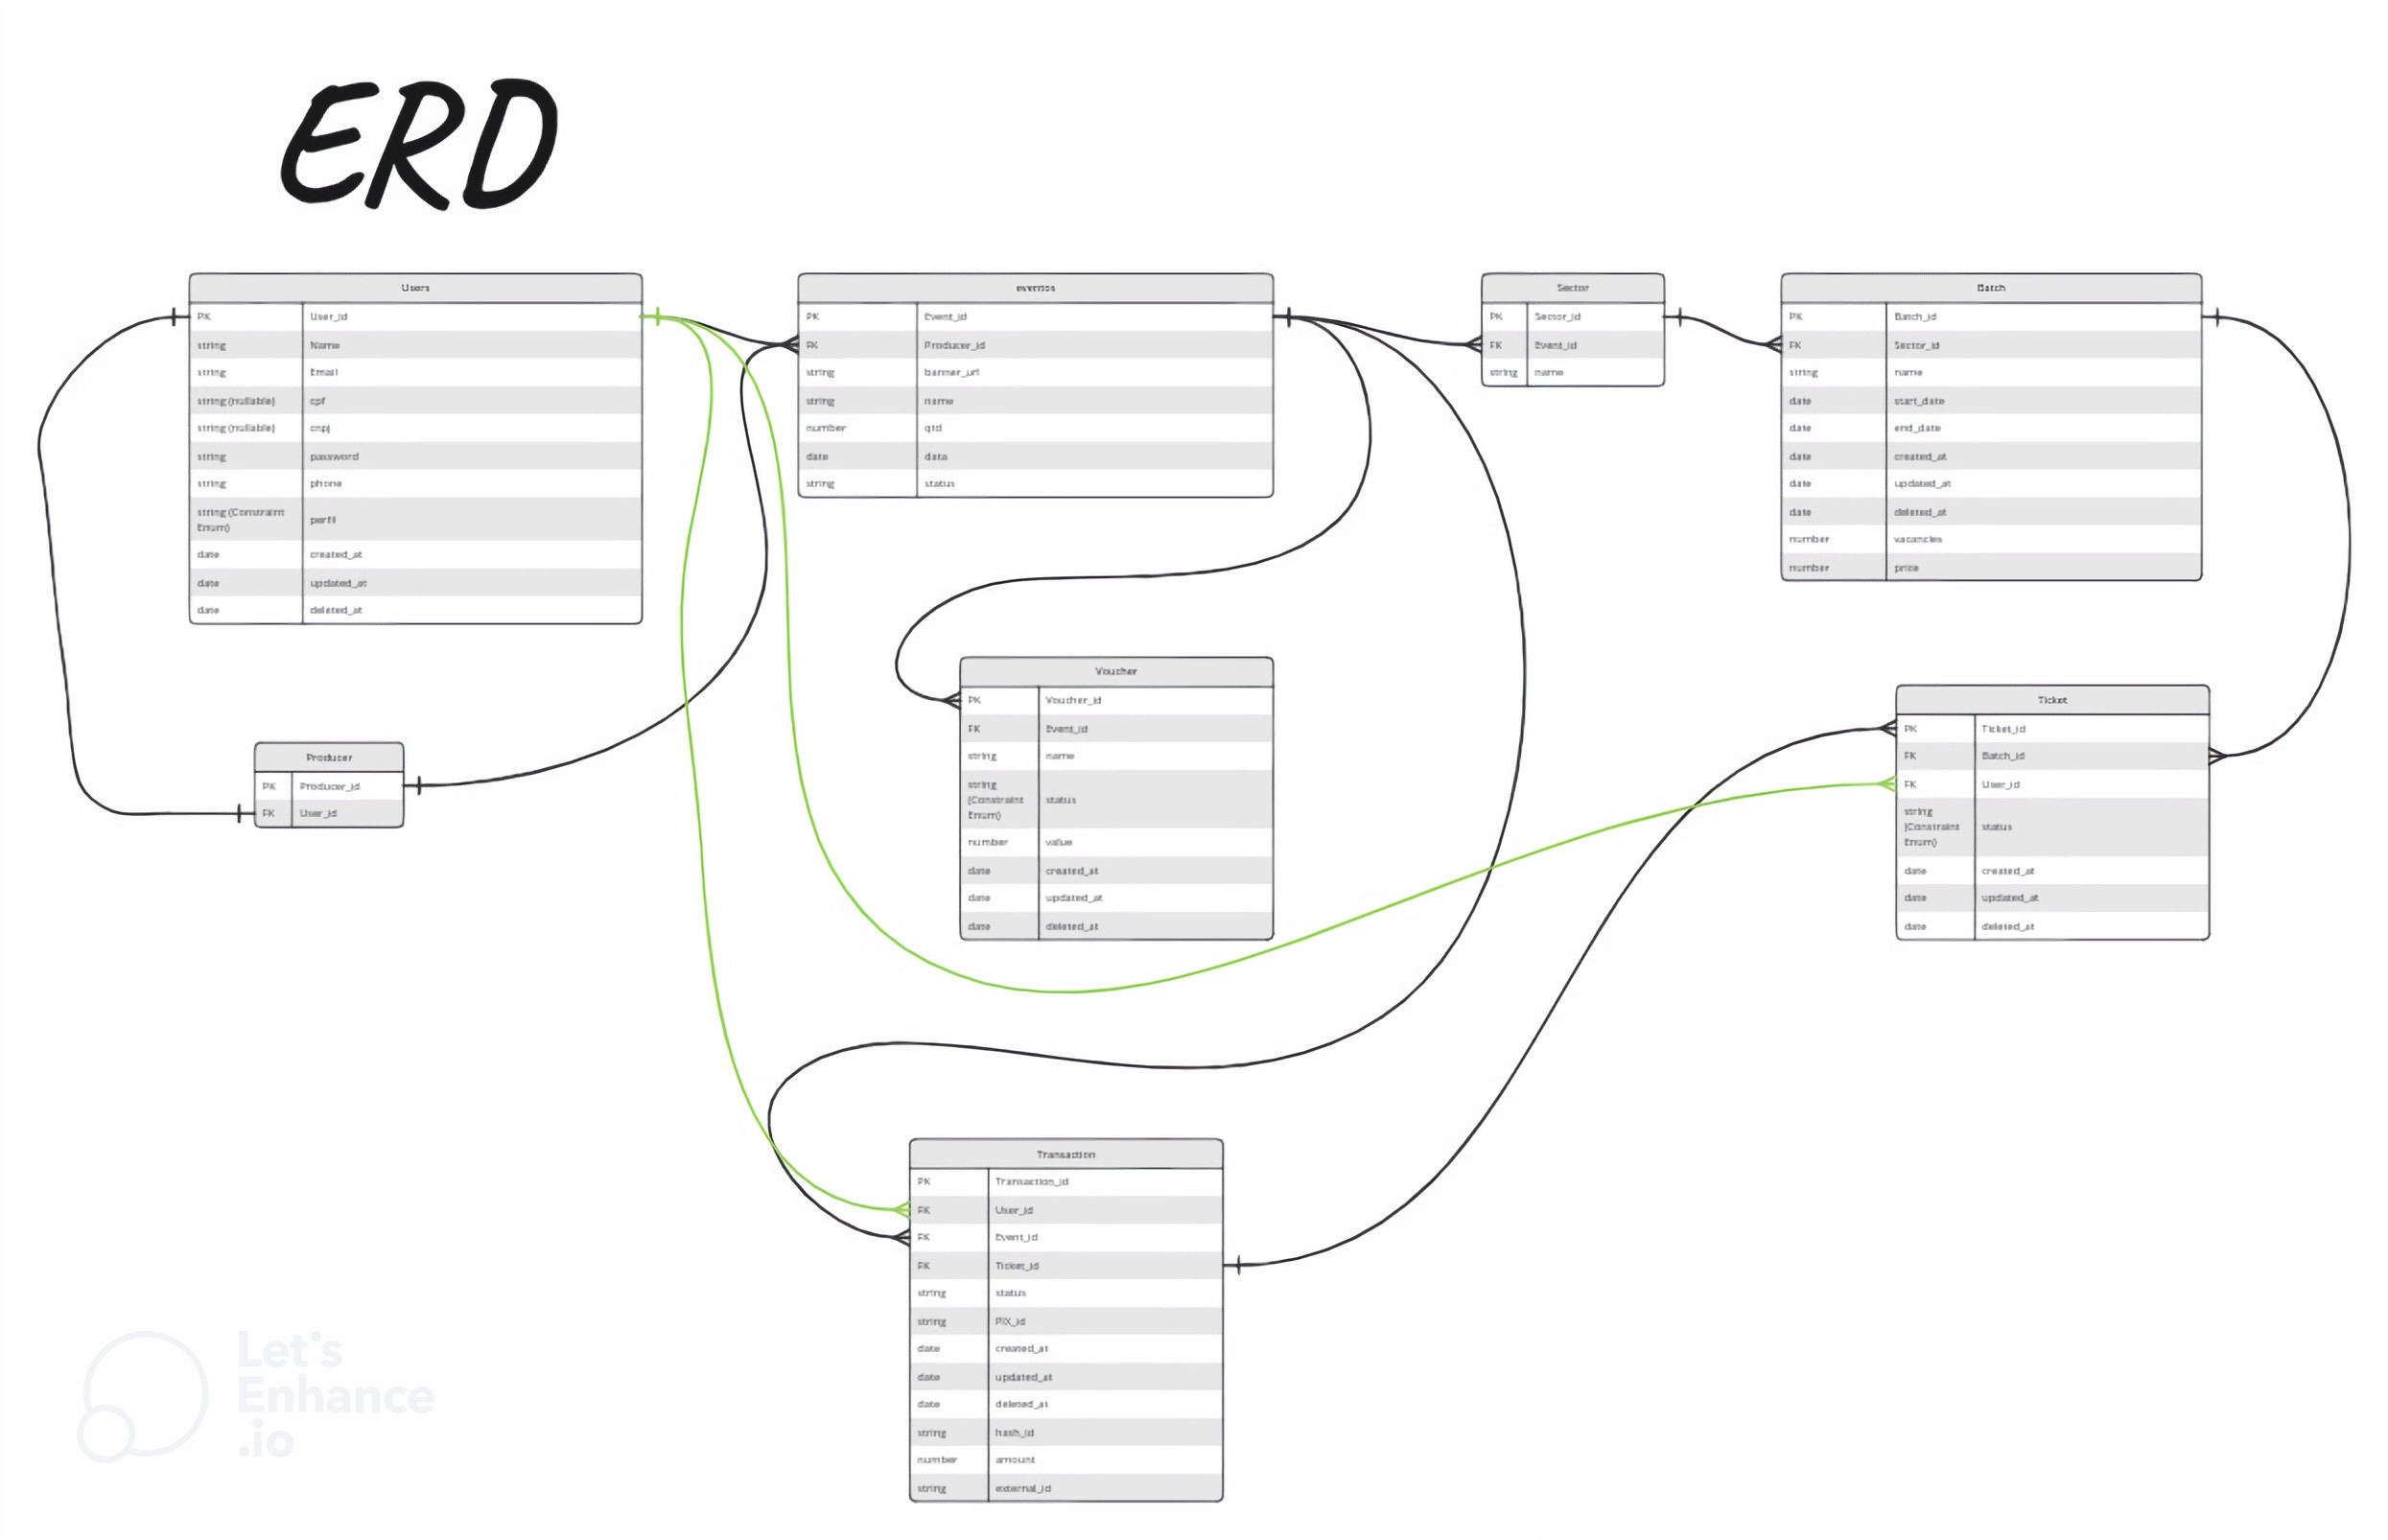 ERD
Users
PK User_id
string Name
string Email
string (nullable) cpf
string (nullable) cnpj
string password
string phone
string (Constraint
Enum()
perfil
date created_at
date updated_at
date deleted_at
eventos
PK Event_id
FK Producer_id
string banner_url
string name
number qtd
date data
string status
Sector
PK Sector_id
FK Event_id
string name
Batch
PK Batch_id
FK Sector_id
string name
date start_date
date end_date
date created_at
date updated_at
date deleted_at
number vacancies
number price
Producer
PK Producer_id
FK User_id
Voucher
PK Voucher_id
FK Event_id
string name
string
(Constraint
Enum()
status
number value
date created_at
date updated_at
date deleted_at
Ticket
PK Ticket_id
FK Batch_id
FK User_id
string
(Constraint
Enum()
status
date created_at
date updated_at
date deleted_at
Transaction
PK Transaction_id
FK User_id
FK Event_id
FK Ticket_id
string status
string PIX_id
date created_at
date updated_at
date deleted_at
string hash_id
number amount
string external_id
Let's
Enhance
.io